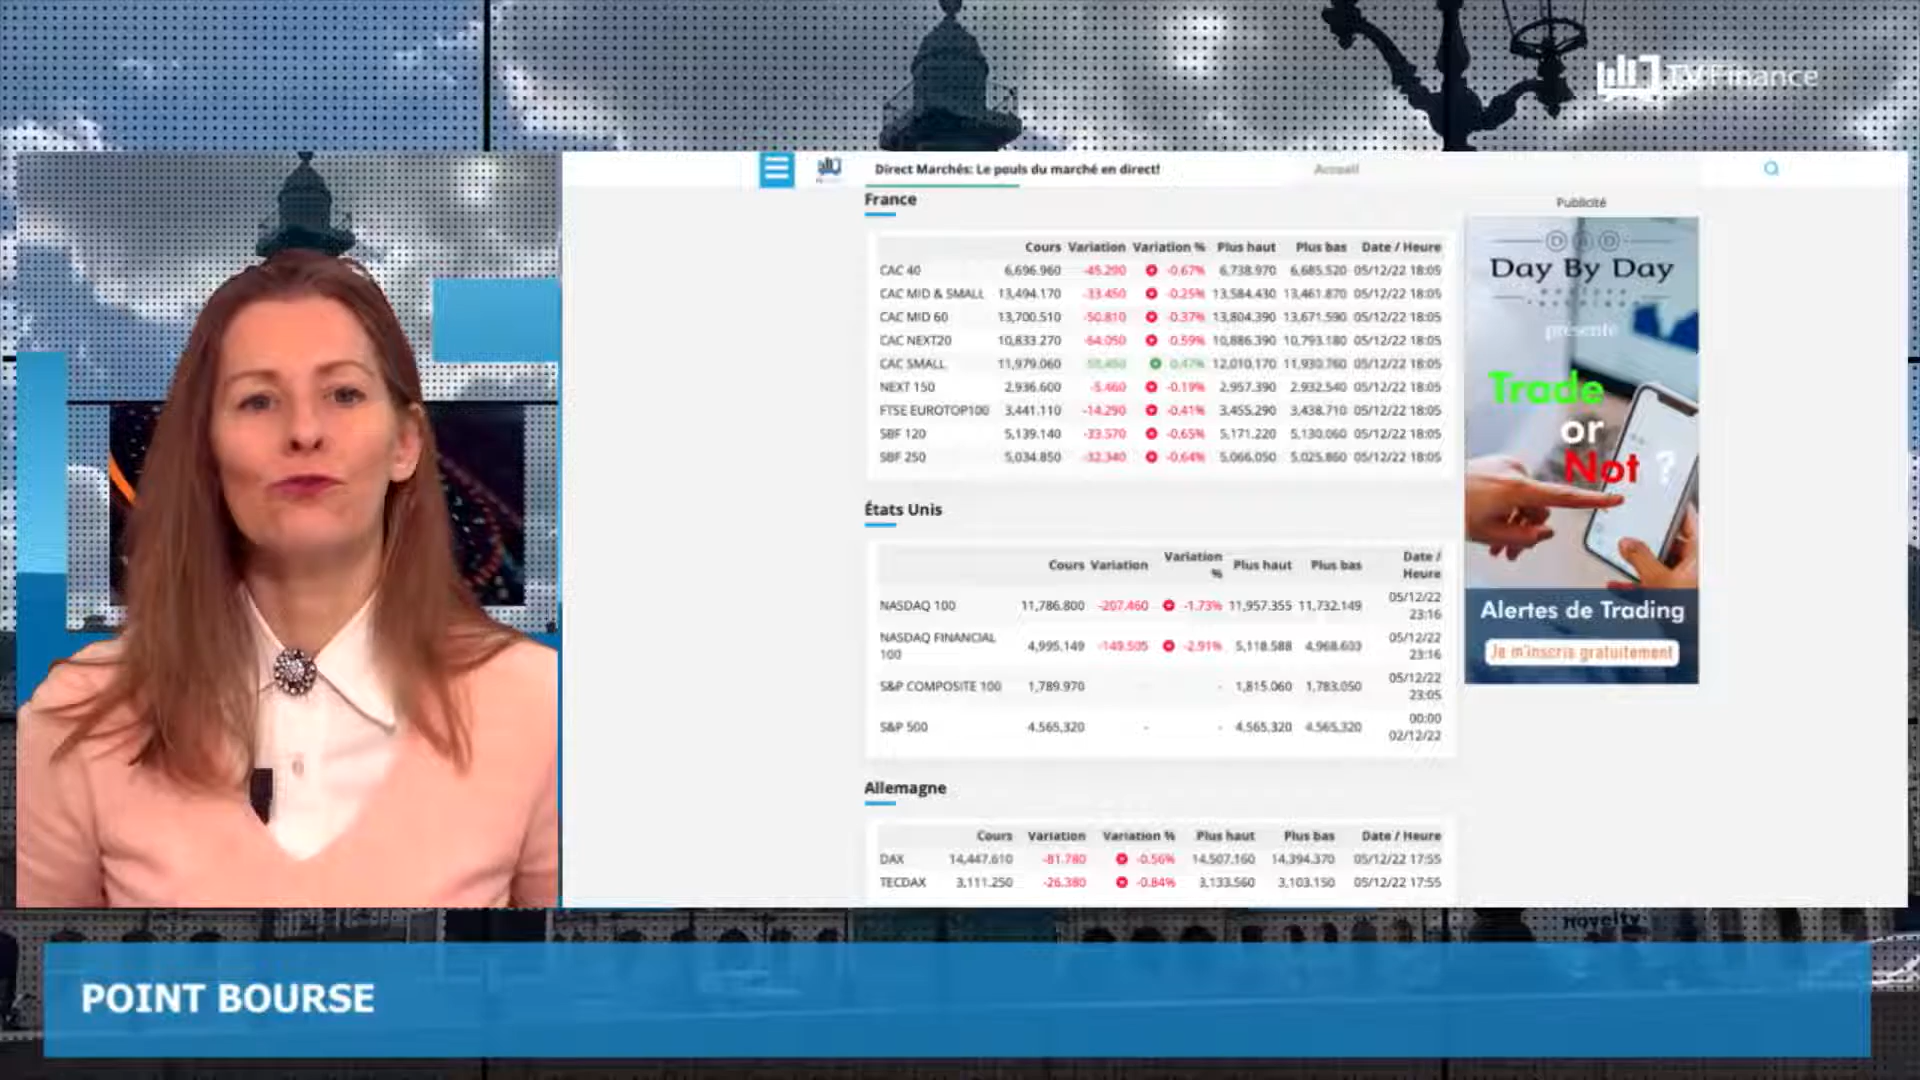 TVFinance
Direct Marchés: Le pouls du marché en direct!
Accueil
France
Cours Variation Variation % Plus haut Plus bas Date / Heure
CAC 40 6,696.960 -45.290 -0.67% 6,738.970 6,685.520 05/12/22 18:05
CAC MID & SMALL 13,494.170 -33.450 -0.25% 13,584.430 13,461.870 05/12/22 18:05
CAC MID 60 13,700.510 -50.810 -0.37% 13,804.390 13,671.590 05/12/22 18:05
CAC NEXT20 10,833.270 -64.050 -0.59% 10,886.390 10,793.180 05/12/22 18:05
CAC SMALL 11,979.060 0.47% 12,010.170 11,930.760 05/12/22 18:05
NEXT 150 2,936.600 -5.460 -0.19% 2,957.390 2,932.540 05/12/22 18:05
FTSE EUROTOP100 3,441.110 -14.290 -0.41% 3,455.290 3,438.710 05/12/22 18:05
SBF 120 5,139.140 -33.570 -0.65% 5,171.220 5,130.060 05/12/22 18:05
SBF 250 5,034.850 -32.340 -0.64% 5,066.050 5,025.860 05/12/22 18:05
États Unis
Cours Variation Variation % Plus haut Plus bas Date / Heure
NASDAQ 100 11,786.800 -207.460 -1.73% 11,957.355 11,732.149 05/12/22 23:16
NASDAQ FINANCIAL 100 4,995.149 -149.505 -2.91% 5,118.588 4,968.603 05/12/22 23:16
S&P COMPOSITE 100 1,789.970 - 1,815.060 1,783.050 05/12/22 23:05
S&P 500 4.565,320 - - 4.565,320 4.565,320 00:00 02/12/22
Allemagne
Cours Variation Variation % Plus haut Plus bas Date / Heure
DAX 14,447.610 -81.780 -0.56% 14,507.160 14,394.370 05/12/22 17:55
TECDAX 3,111.250 -26.380 -0.84% 3,133.560 3,103.150 05/12/22 17:55
Publicité
DBD
Day By Day
présente
Trade
or
Not ?
Alertes de Trading
Je m'inscris gratuitement
Novelty
POINT BOURSE